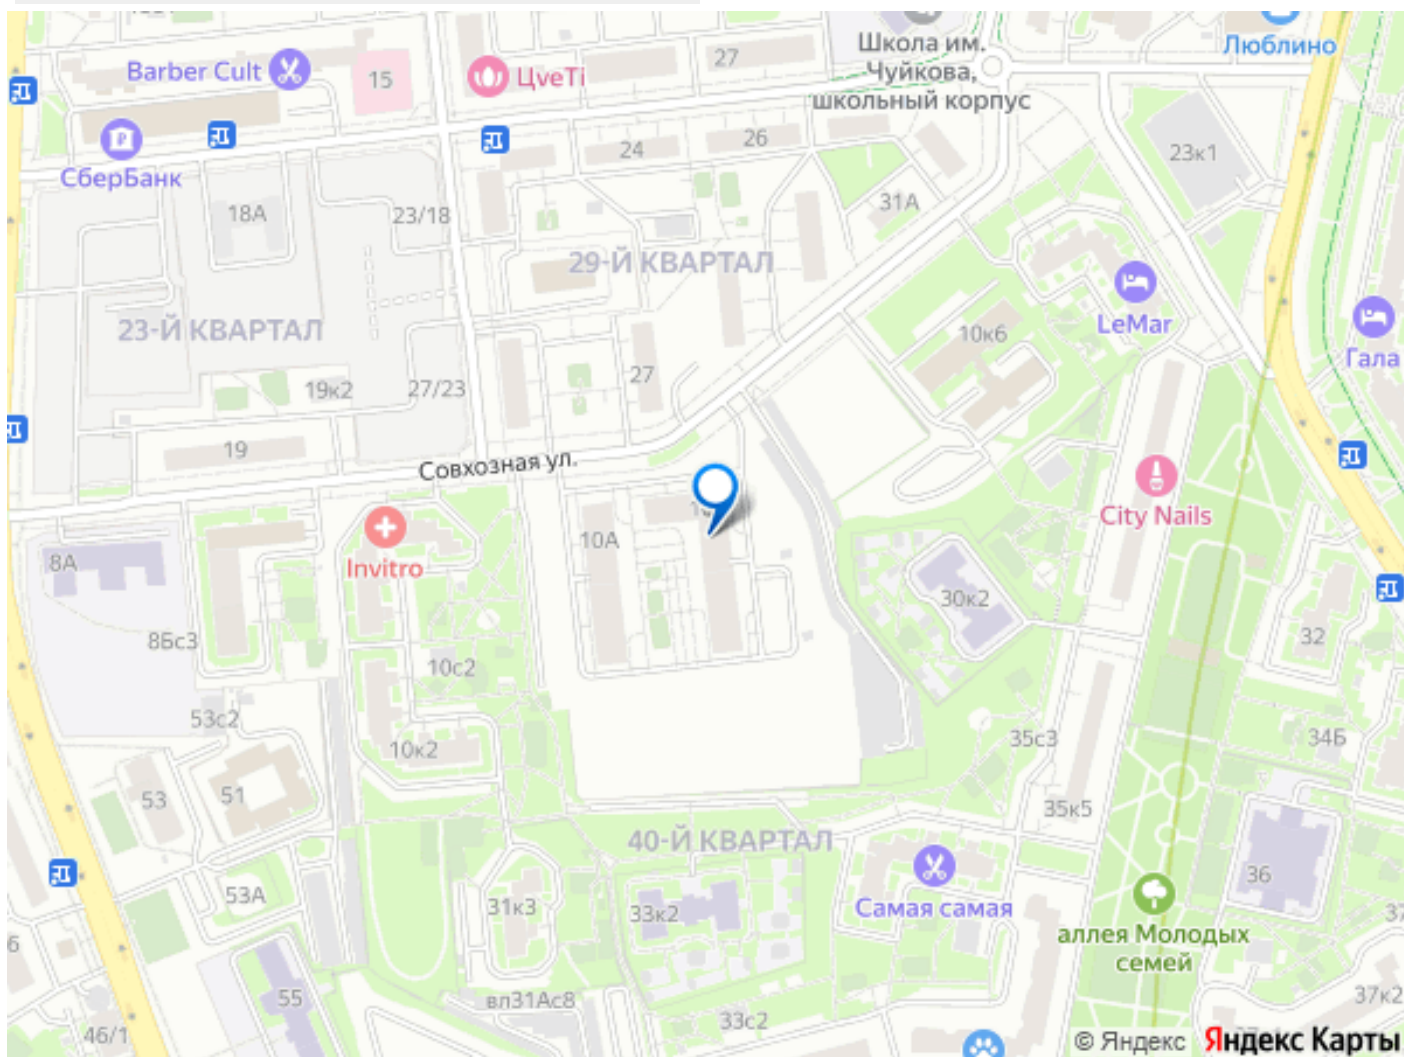 Школа им.
Чуйкова,
школьный корпус
Люблино
Barber Cult
15
ЦveTi
27
СберБанк
24
26
23к1
18А
23/18
31А
29-Й КВАРТАЛ
23-Й КВАРТАЛ
LeMar
10к6
Гала
27
19к2
27/23
19
Совхозная ул.
City Nails
10А
Invitro
8А
30к2
8Бс3
32
10с2
53с2
35с3
34Б
10к2
53
51
35к5
40-Й КВАРТАЛ
36
53А
31к3
33к2
Самая самая
аллея Молодых
семей
55
вл31Ас8
33с2
37к2
46/1
© Яндекс
Яндекс Карты